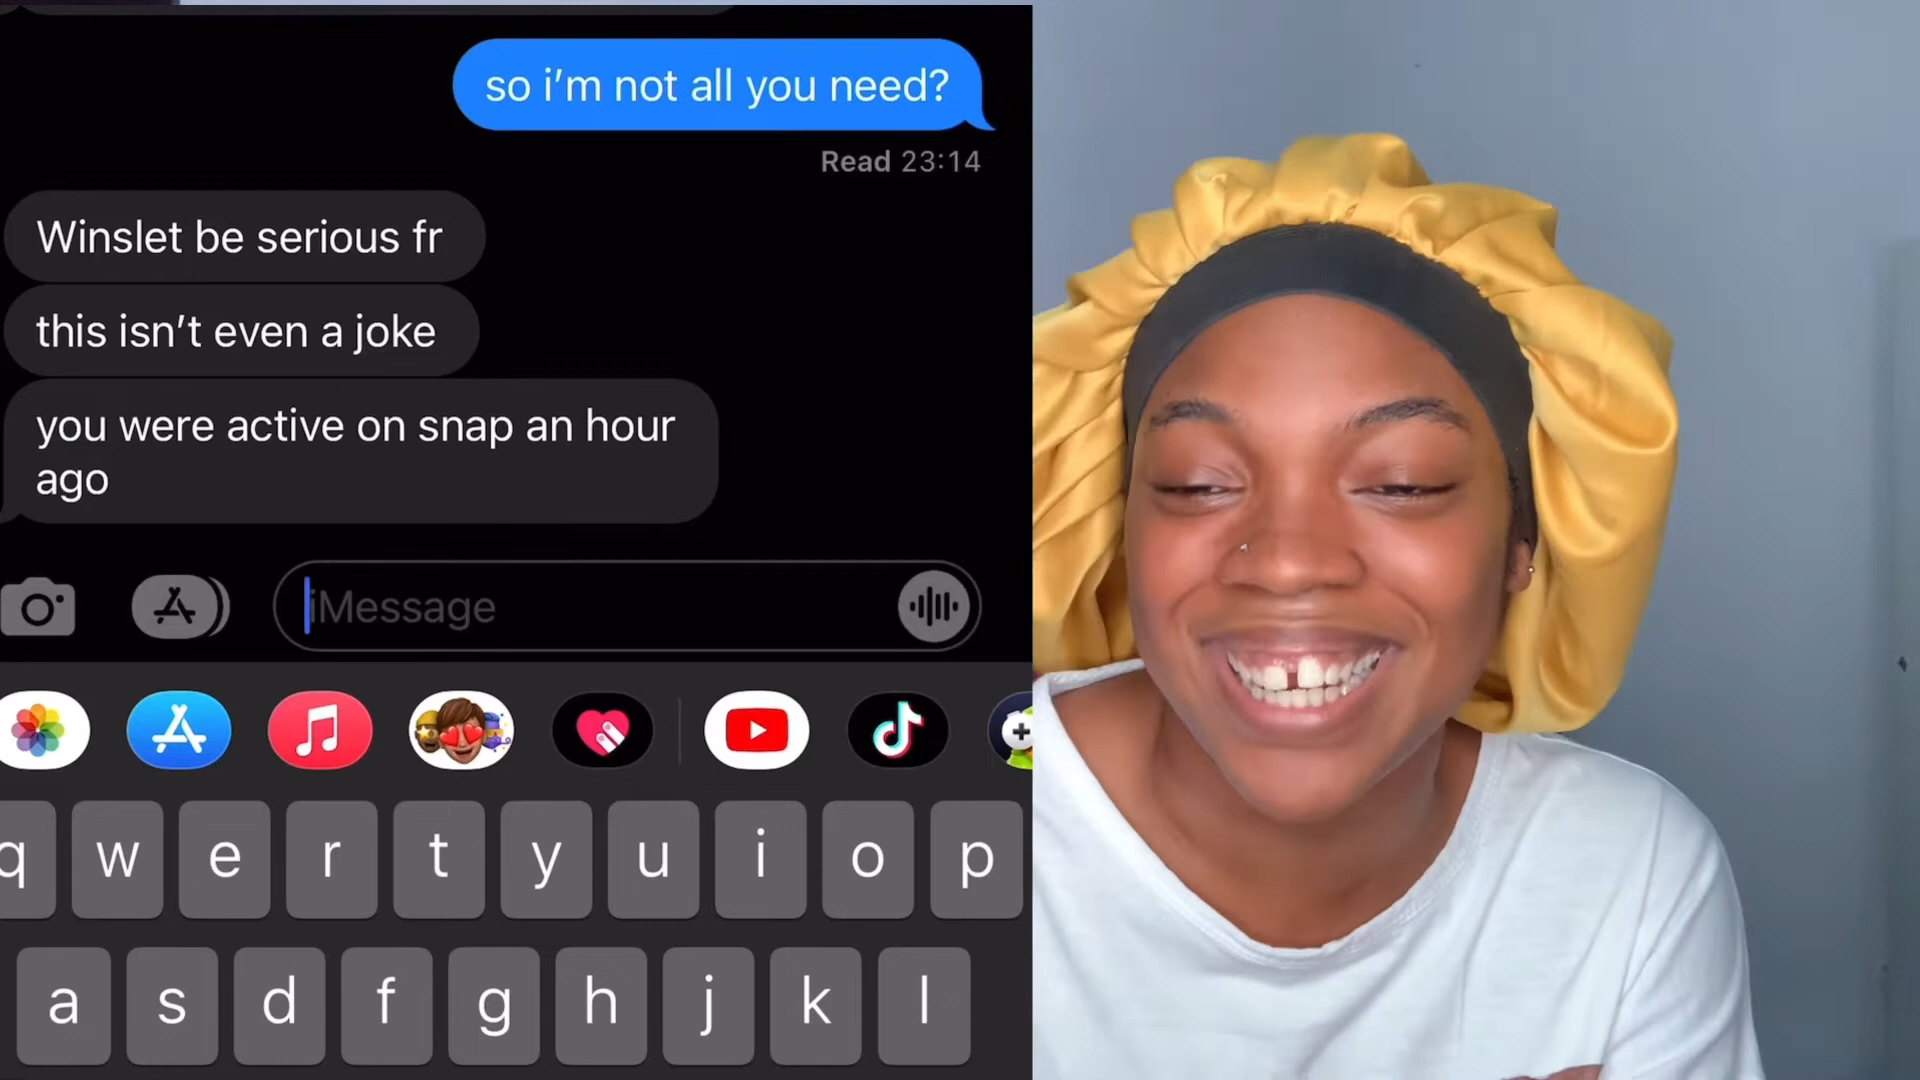 so i’m not all you need?
Read 23:14
Winslet be serious fr
this isn’t even a joke
you were active on snap an hour
ago
iMessage
q w e r t y u i o p
a s d f g h j k l